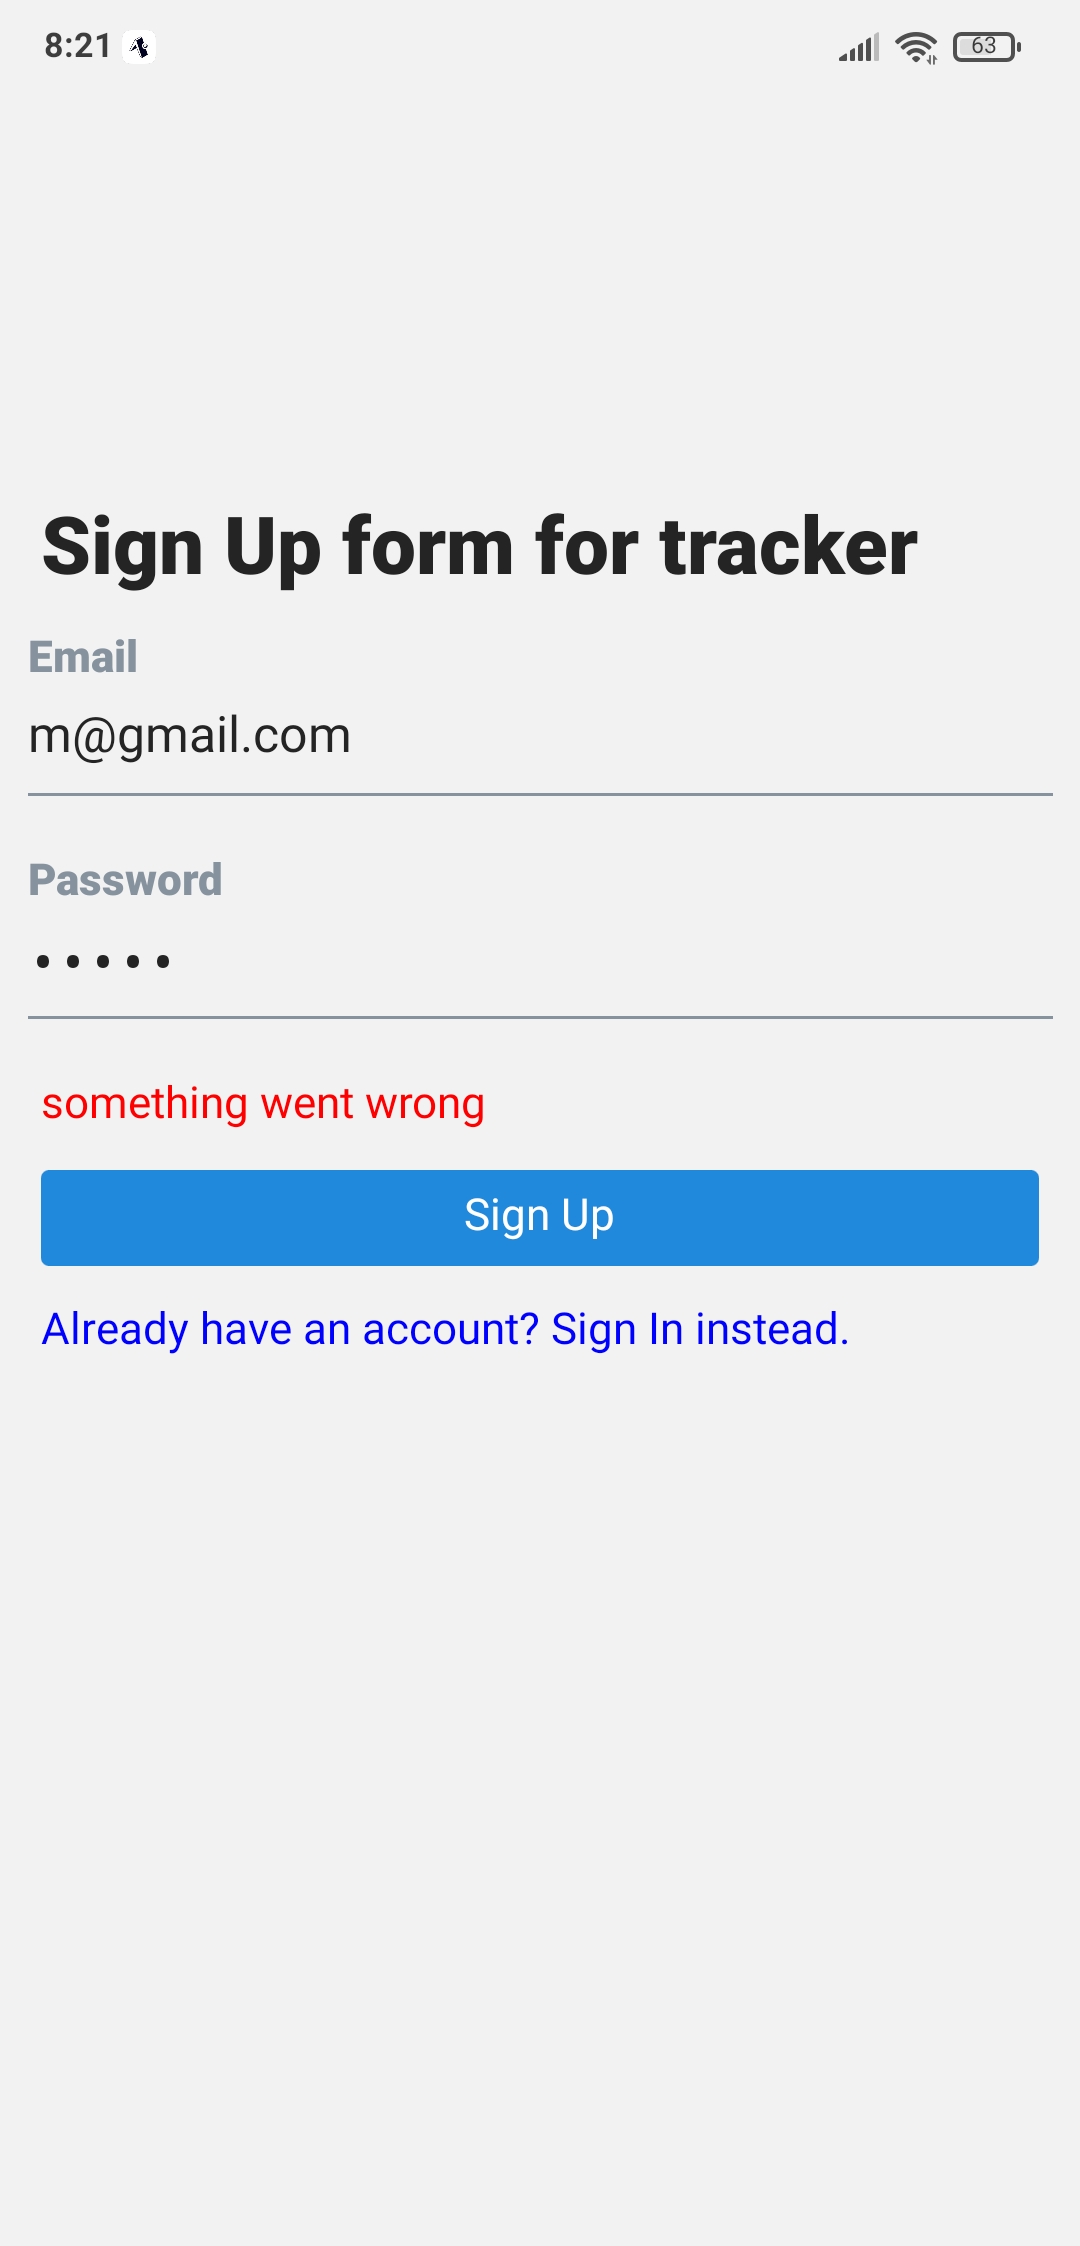 8:21 63
Sign Up form for tracker
Email
m@gmail.com
Password
•••••
something went wrong
Sign Up
Already have an account? Sign In instead.